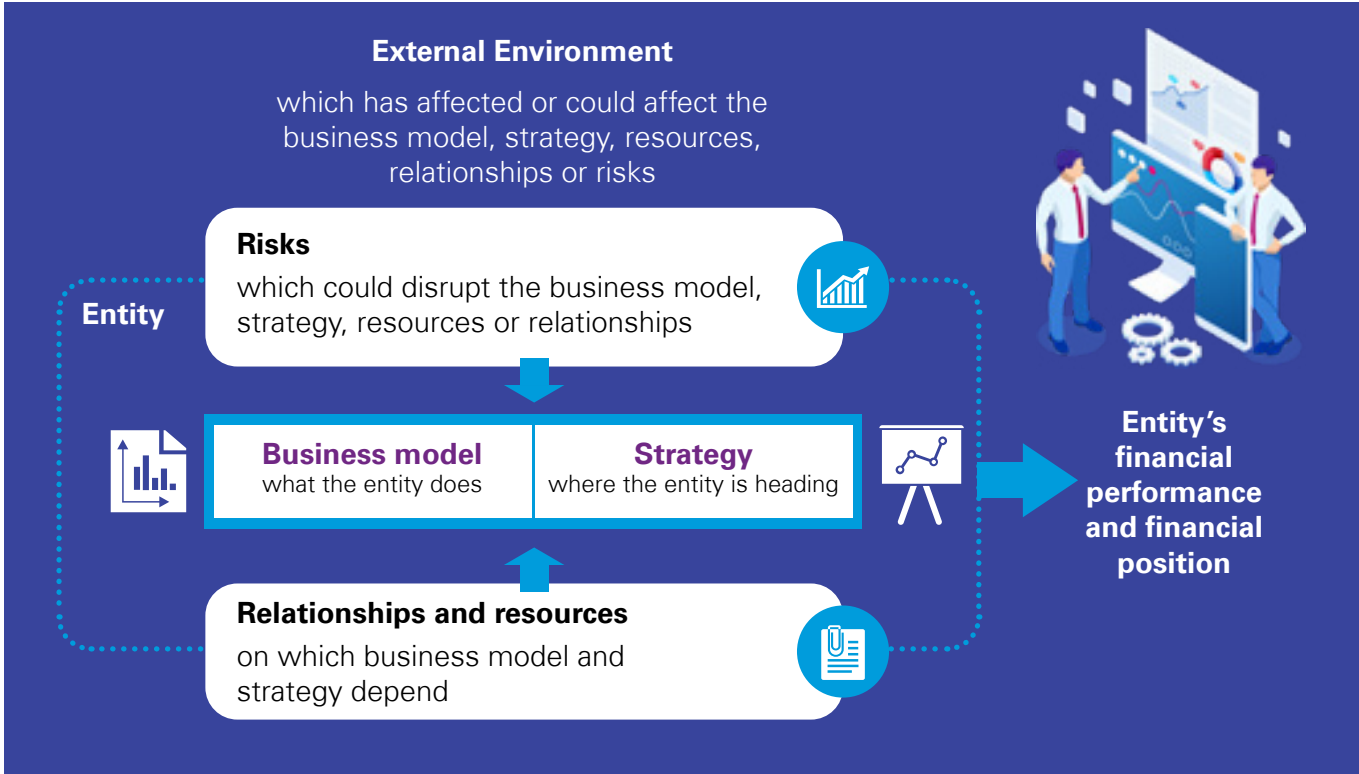 External Environment
which has affected or could affect the
business model, strategy, resources,
relationships or risks
Risks
which could disrupt the business model,
strategy, resources or relationships
Entity
Business model
what the entity does
Strategy
where the entity is heading
Entity’s
financial
performance
and financial
position
Relationships and resources
on which business model and
strategy depend